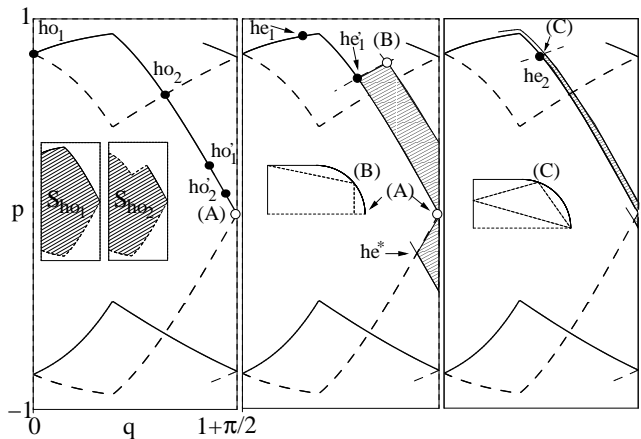 1
ho1
ho2
ho'1
ho'2
(A)
Sho1
Sho2
p
-1
0
q
1+π/2
he1
he'1
(B)
(B)
(A)
he*
(C)
he2
(C)